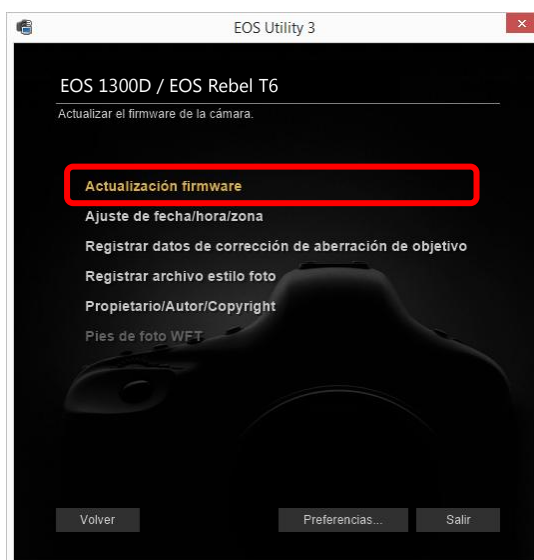 EOS Utility 3
EOS 1300D / EOS Rebel T6
Actualizar el firmware de la cámara.
Actualización firmware
Ajuste de fecha/hora/zona
Registrar datos de corrección de aberración de objetivo
Registrar archivo estilo foto
Propietario/Autor/Copyright
Pies de foto WFT
Volver Preferencias... Salir